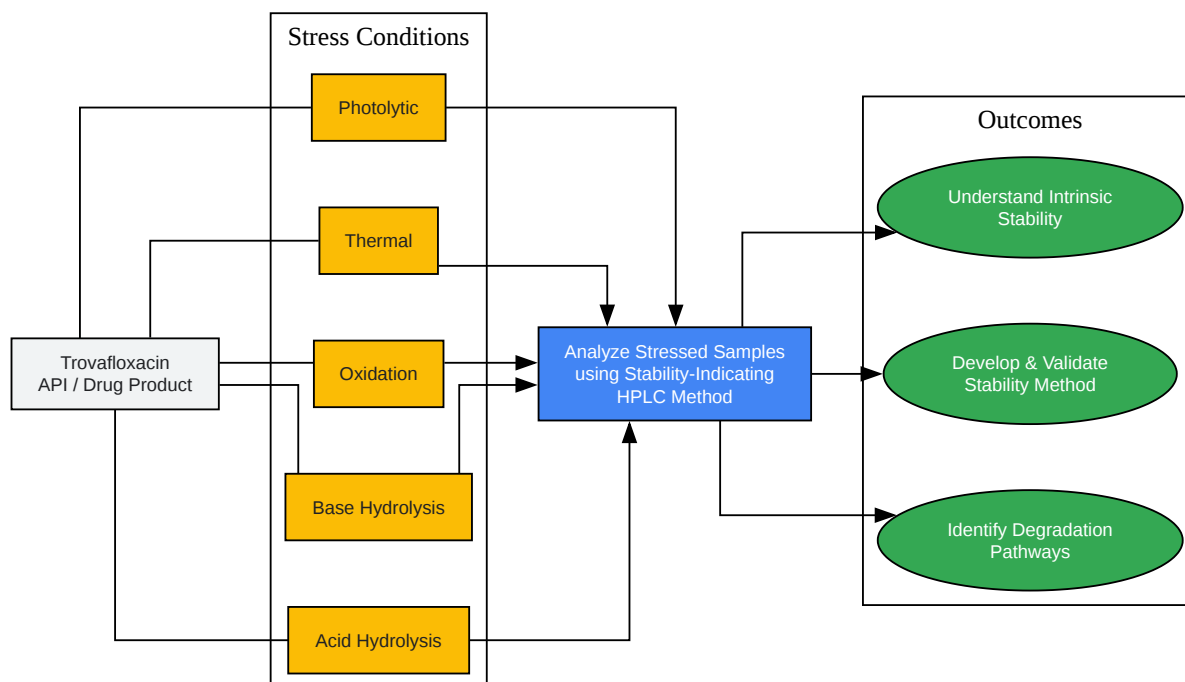 Stress Conditions
Photolytic
Thermal
Oxidation
Base Hydrolysis
Acid Hydrolysis
Trovafloxacin
API / Drug Product
Analyze Stressed Samples
using Stability-Indicating
HPLC Method
Outcomes
Understand Intrinsic
Stability
Develop & Validate
Stability Method
Identify Degradation
Pathways